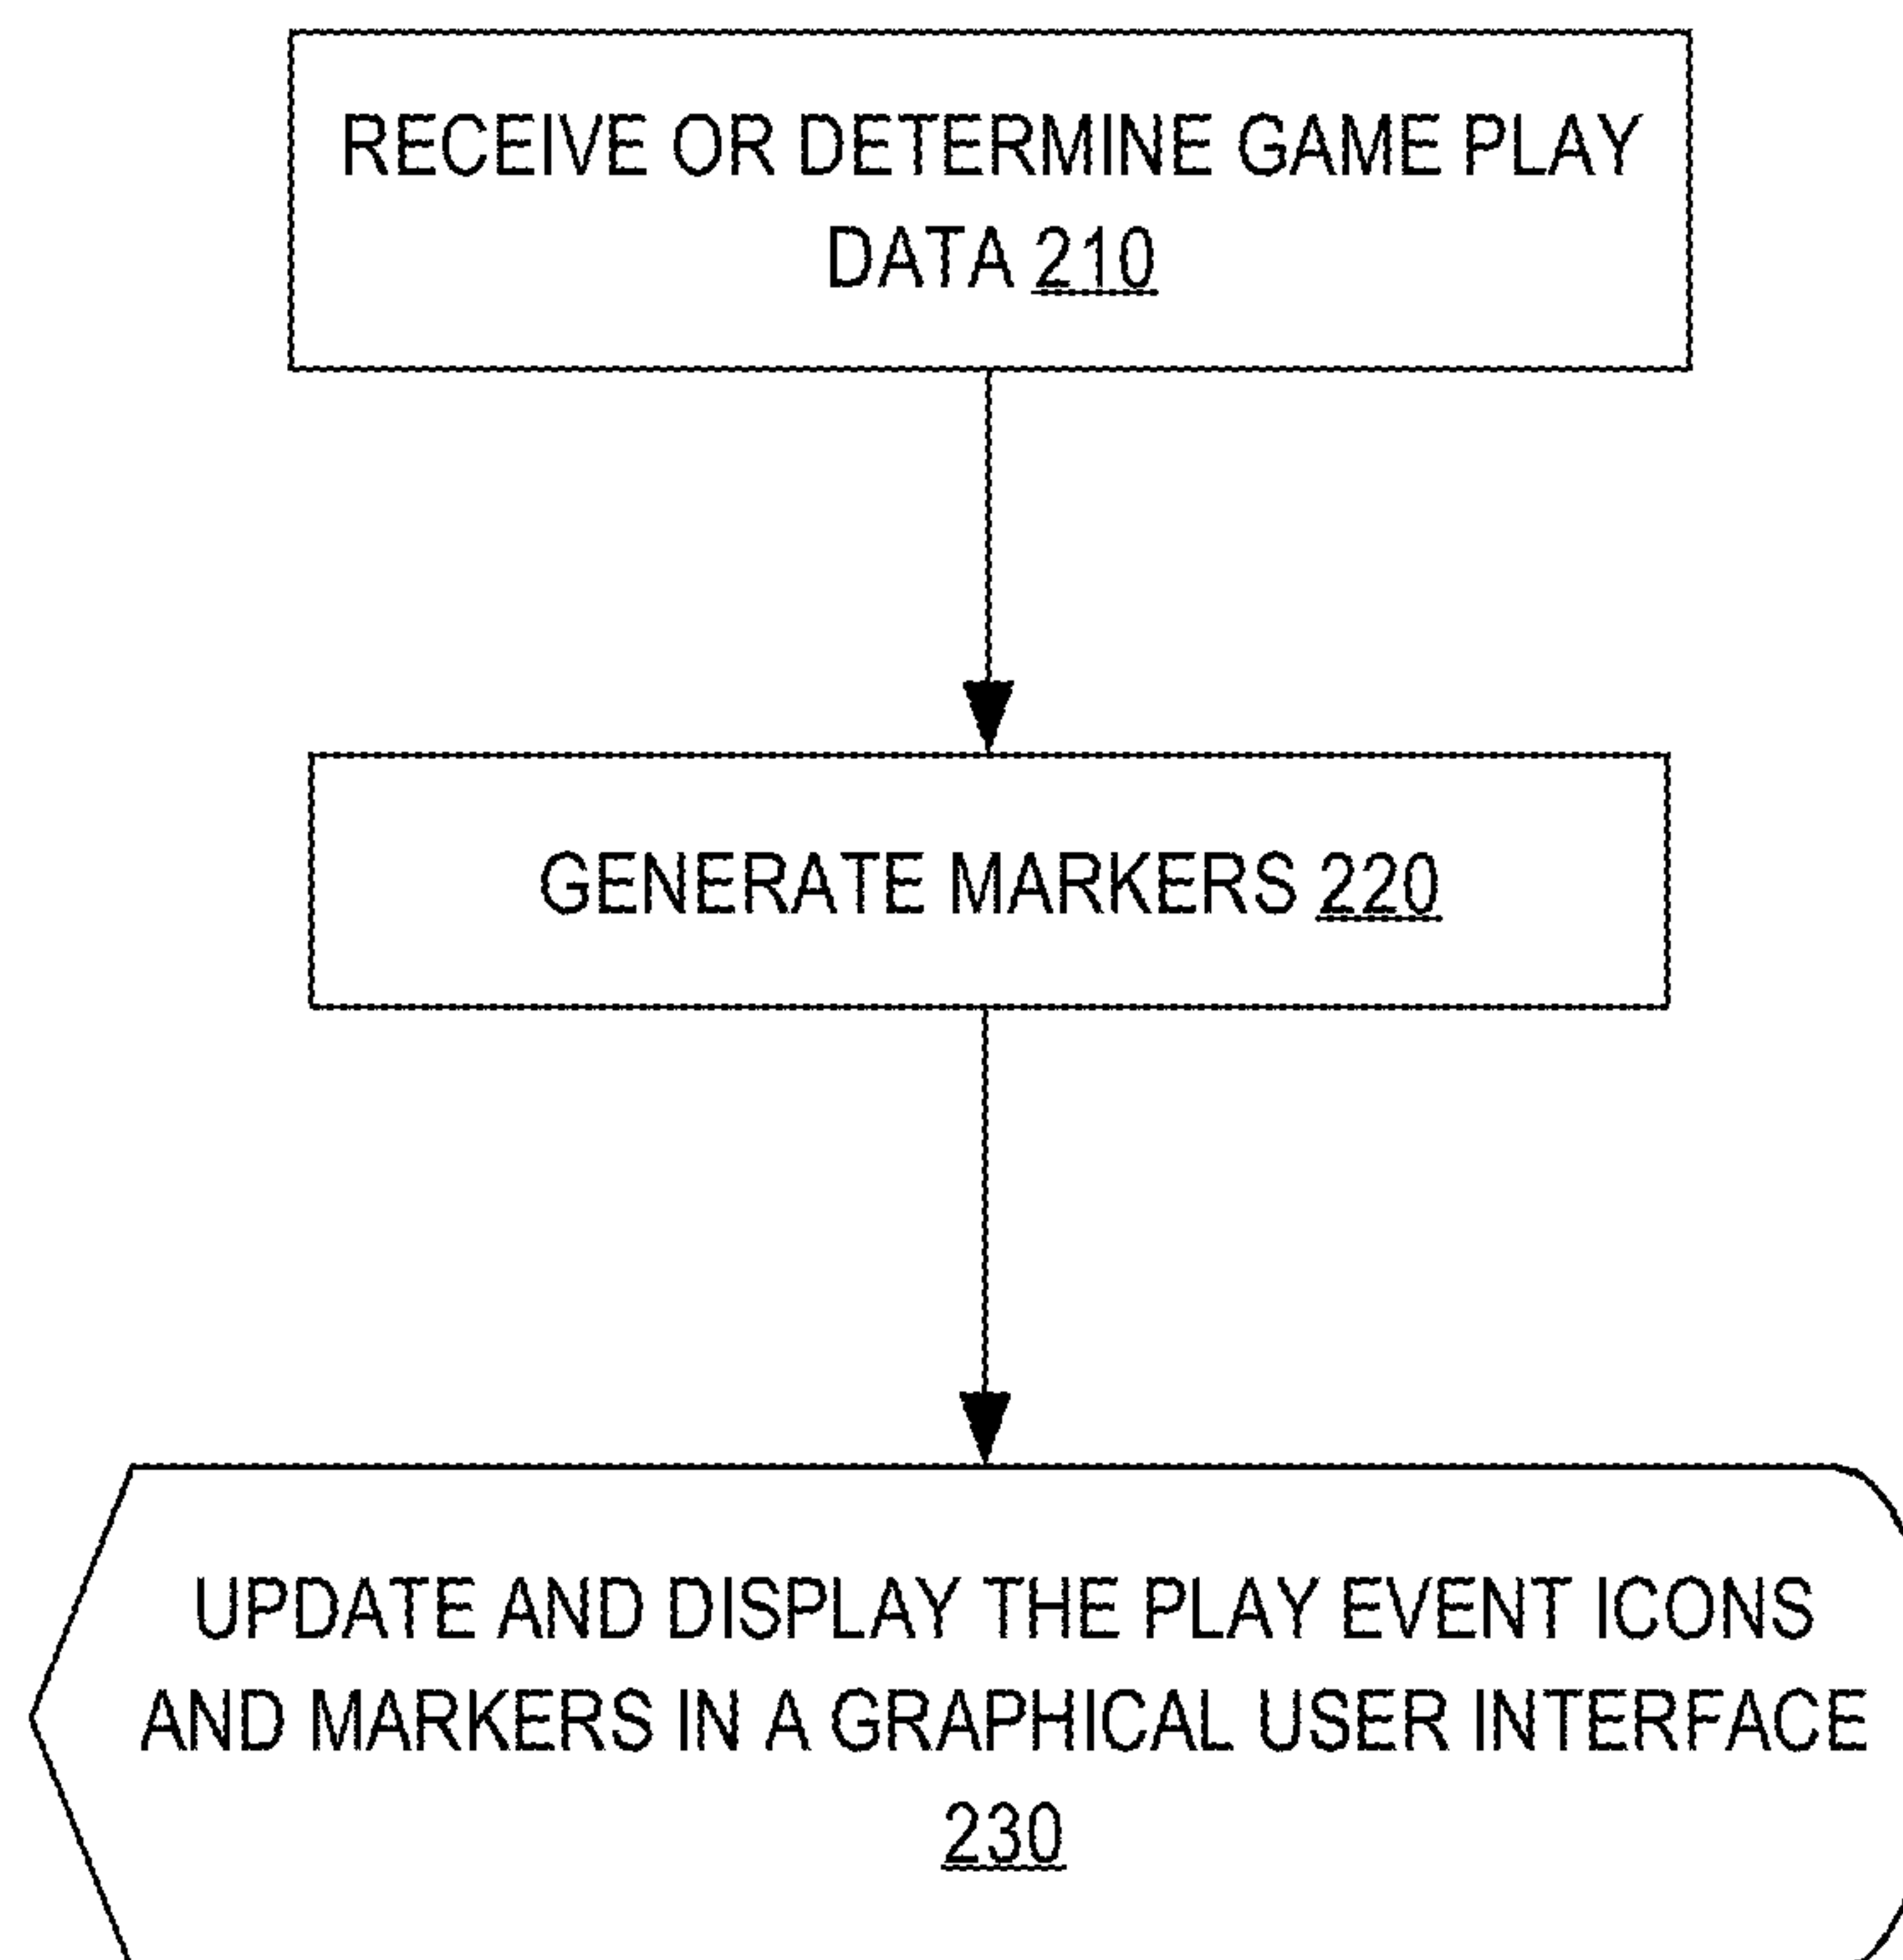 RECEIVE OR DETERMINE GAME PLAY
DATA 210
GENERATE MARKERS 220
UPDATE AND DISPLAY THE PLAY EVENT ICONS
AND MARKERS IN A GRAPHICAL USER INTERFACE
230